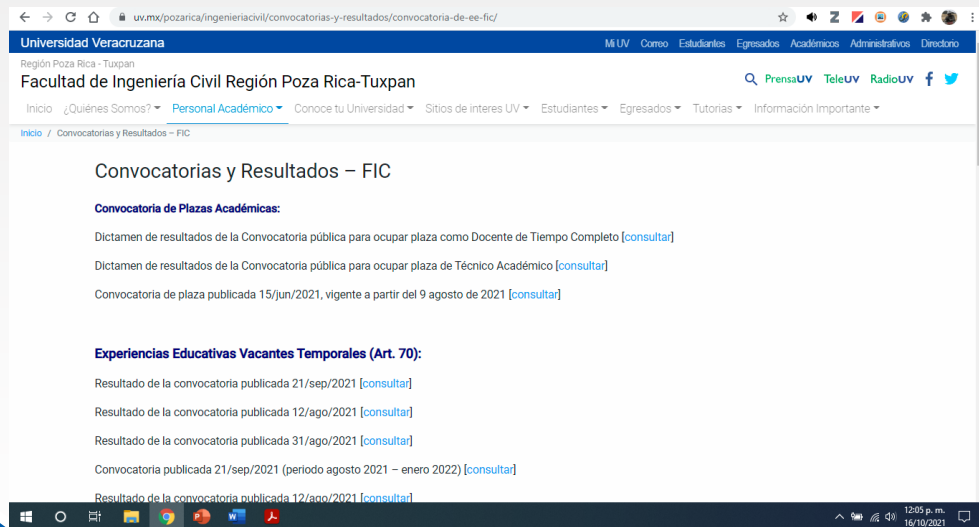 uv.mx/pozarica/ingenieriacivil/convocatorias-y-resultados/convocatoria-de-ee-fic/
Universidad Veracruzana
Mi UV Correo Estudiantes Egresados Académicos Administrativos Directorio
Región Poza Rica - Tuxpan
Facultad de Ingeniería Civil Región Poza Rica-Tuxpan
PrensaUV TeleUV RadioUV
Inicio ¿Quiénes Somos? Personal Académico Conoce tu Universidad Sitios de interes UV Estudiantes Egresados Tutorias Información Importante
Inicio / Convocatorias y Resultados – FIC
Convocatorias y Resultados – FIC
Convocatoria de Plazas Académicas:
Dictamen de resultados de la Convocatoria pública para ocupar plaza como Docente de Tiempo Completo [consultar]
Dictamen de resultados de la Convocatoria pública para ocupar plaza de Técnico Académico [consultar]
Convocatoria de plaza publicada 15/jun/2021, vigente a partir del 9 agosto de 2021 [consultar]
Experiencias Educativas Vacantes Temporales (Art. 70):
Resultado de la convocatoria publicada 21/sep/2021 [consultar]
Resultado de la convocatoria publicada 12/ago/2021 [consultar]
Resultado de la convocatoria publicada 31/ago/2021 [consultar]
Convocatoria publicada 21/sep/2021 (periodo agosto 2021 – enero 2022) [consultar]
Resultado de la convocatoria publicada 12/ago/2021 [consultar]
12:05 p. m.
16/10/2021